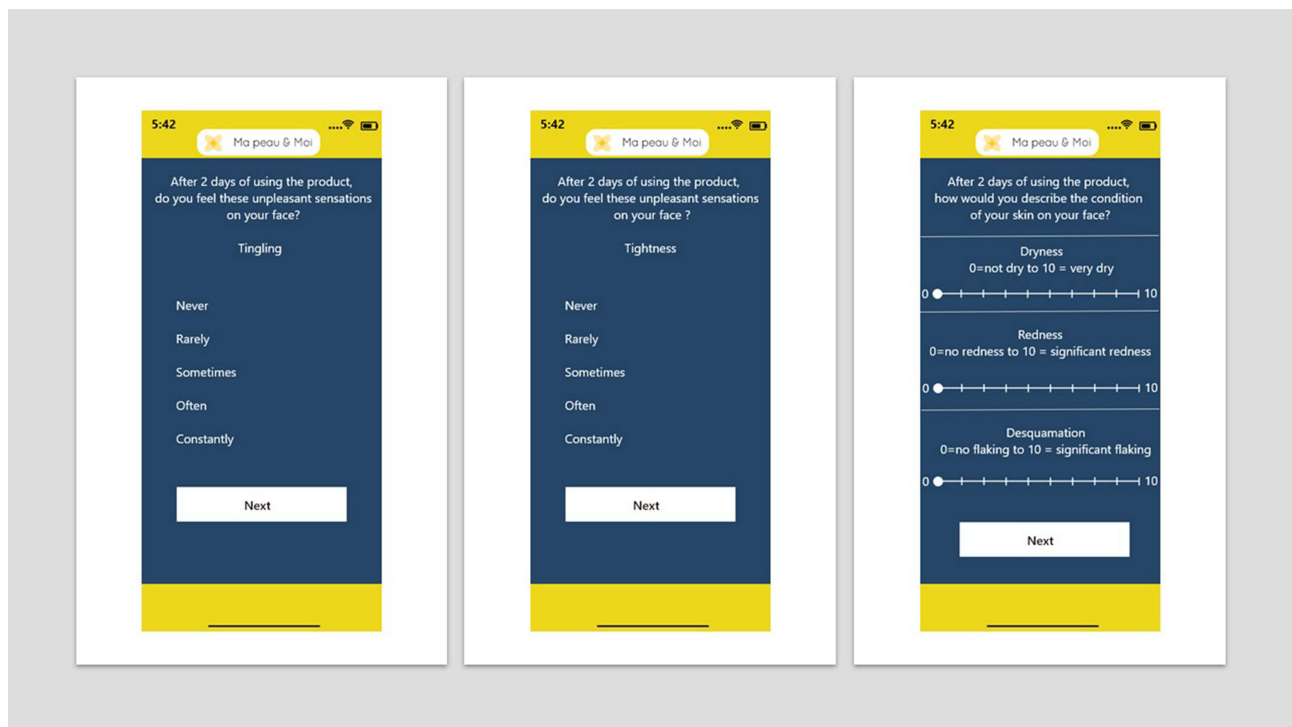 5:42
Ma peau & Moi
After 2 days of using the product,
do you feel these unpleasant sensations
on your face?
Tingling
Never
Rarely
Sometimes
Often
Constantly
Next
5:42
Ma peau & Moi
After 2 days of using the product,
do you feel these unpleasant sensations
on your face ?
Tightness
Never
Rarely
Sometimes
Often
Constantly
Next
5:42
Ma peau & Moi
After 2 days of using the product,
how would you describe the condition
of your skin on your face?
Dryness
0=not dry to 10 = very dry
0 10
Redness
0=no redness to 10 = significant redness
0 10
Desquamation
0=no flaking to 10 = significant flaking
0 10
Next